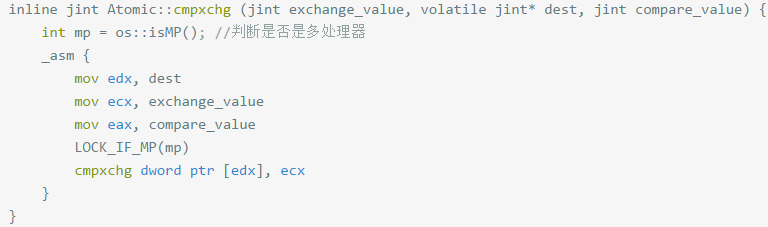 inline jint Atomic::cmpxchg (jint exchange_value, volatile jint* dest, jint compare_value) {
    int mp = os::isMP(); //判断是否是多处理器
    _asm {
        mov edx, dest
        mov ecx, exchange_value
        mov eax, compare_value
        LOCK_IF_MP(mp)
        cmpxchg dword ptr [edx], ecx
    }
}